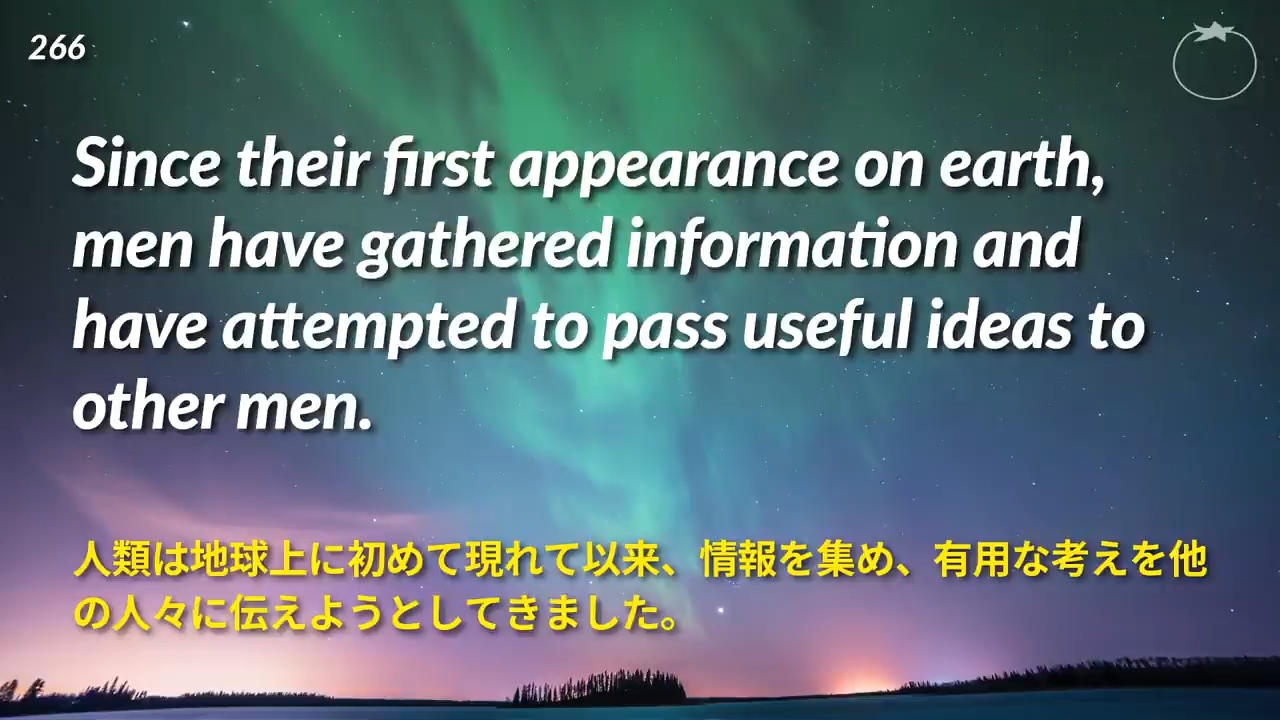 266
Since their first appearance on earth,
men have gathered information and
have attempted to pass useful ideas to
other men.
人類は地球上に初めて現れて以来、情報を集め、有用な考えを他
の人々に伝えようとしてきました。